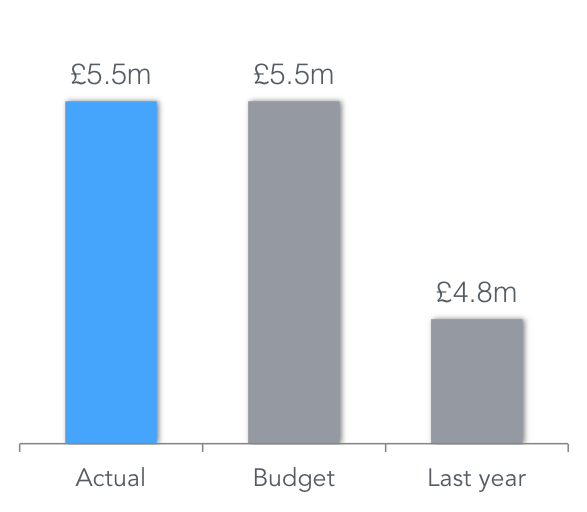 £5.5m
£5.5m
£4.8m
Actual
Budget
Last year